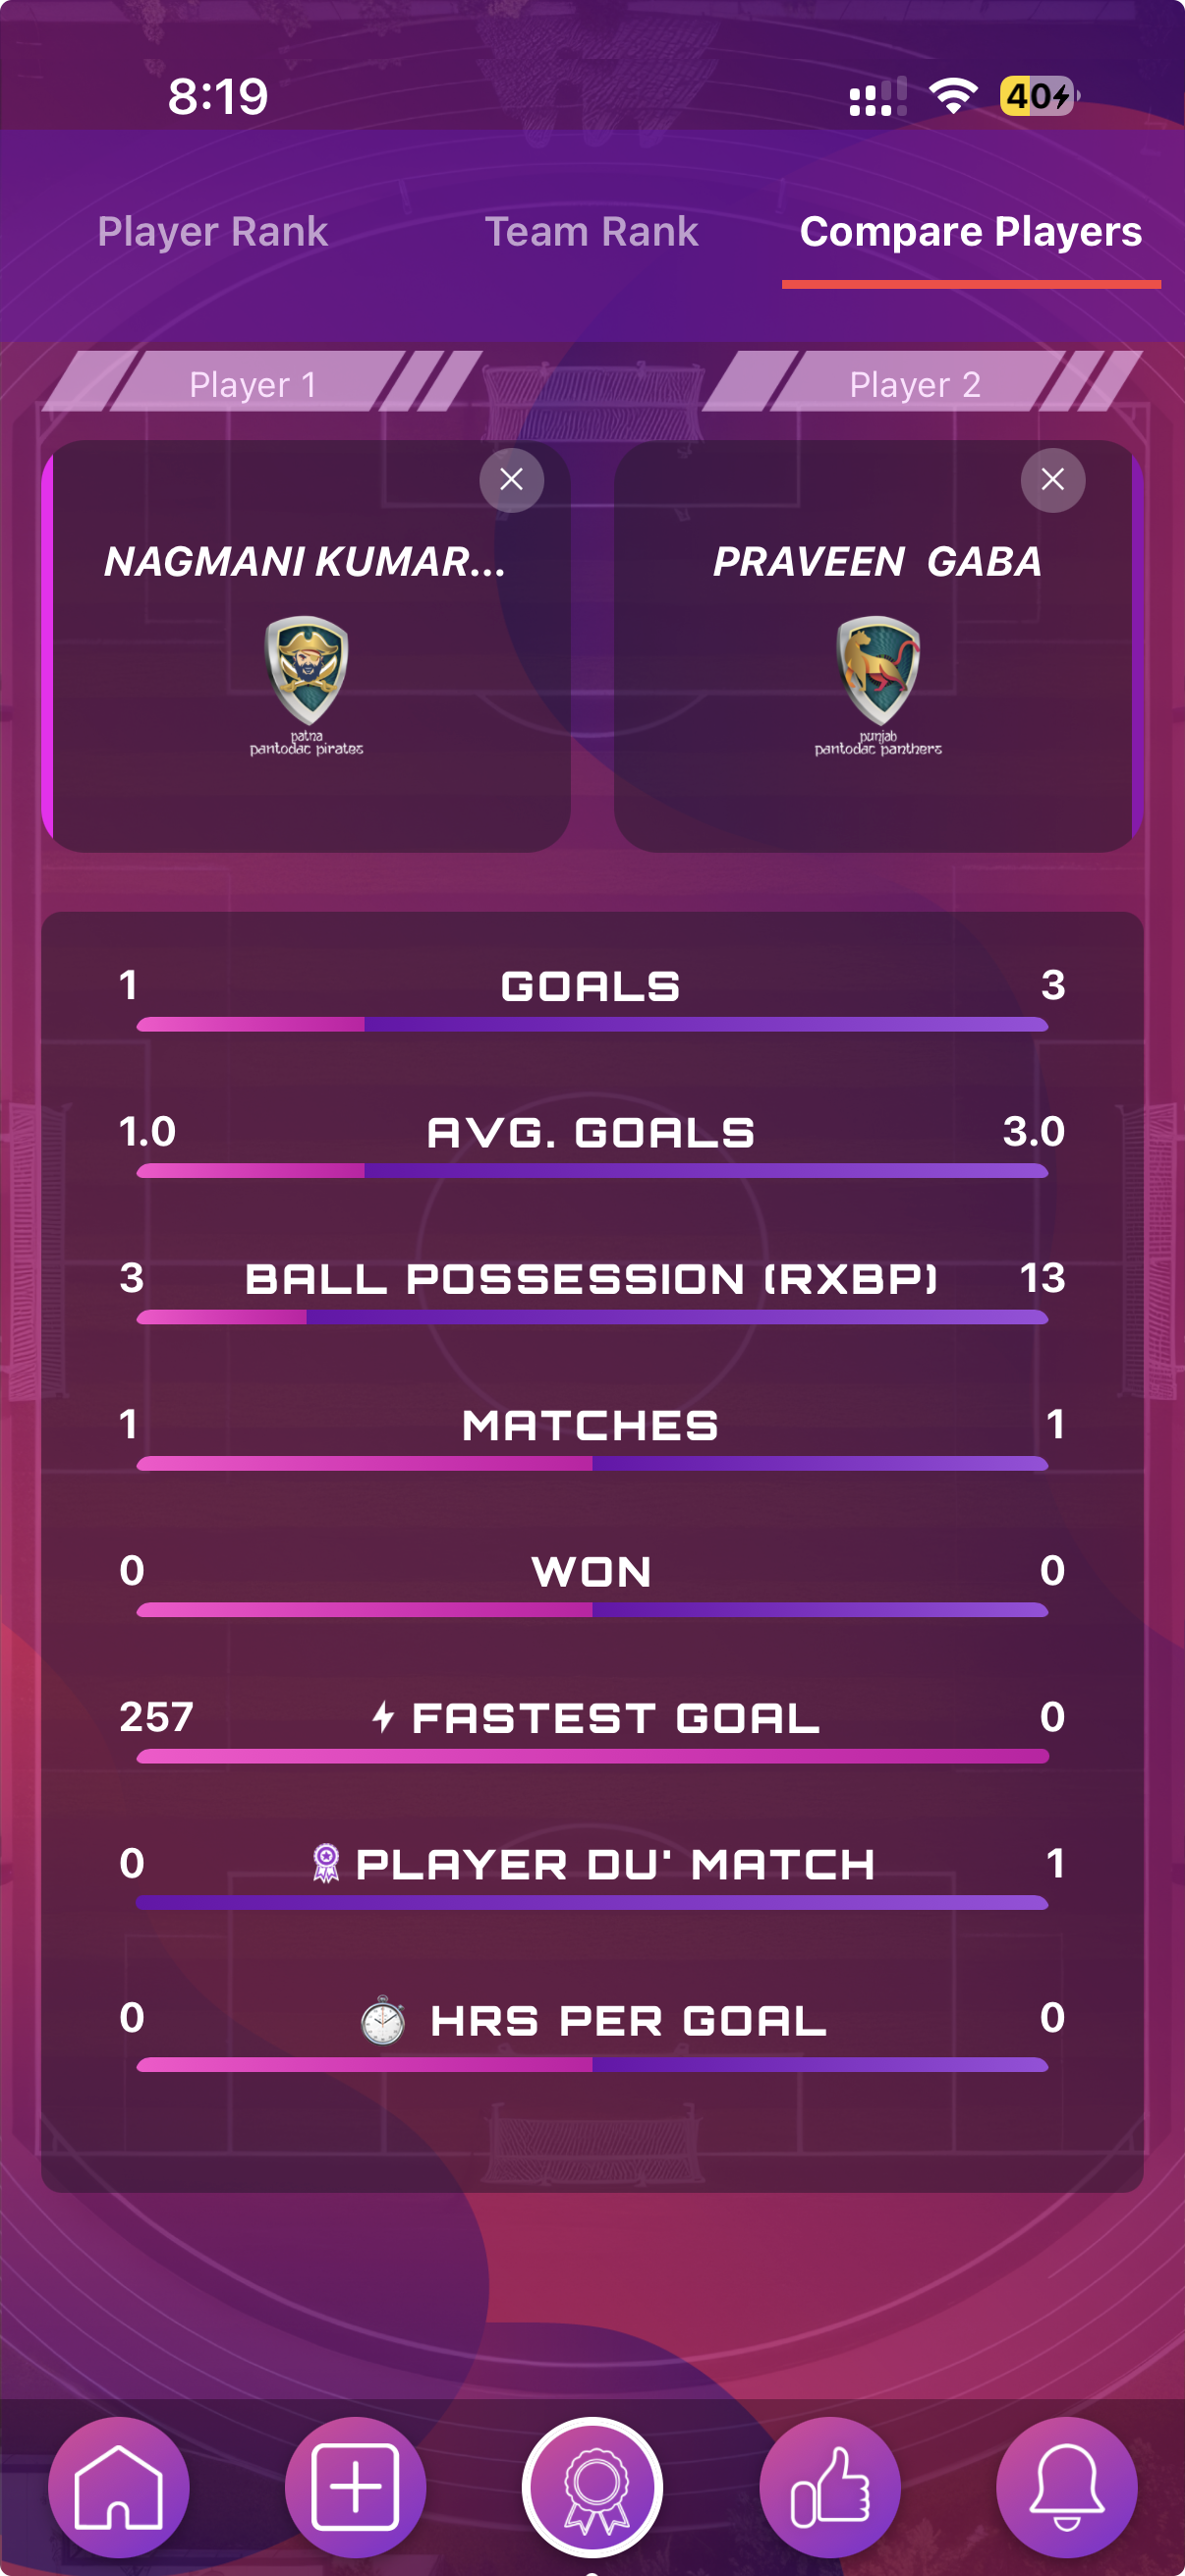 8:19
40
Player Rank Team Rank Compare Players
Player 1 Player 2
NAGMANI KUMAR... PRAVEEN GABA
patna punjab
pantodac pirates pantodac panthers
1 GOALS 3
1.0 AVG. GOALS 3.0
3 BALL POSSESSION (RXBP) 13
1 MATCHES 1
0 WON 0
257 FASTEST GOAL 0
0 PLAYER DU' MATCH 1
0 HRS PER GOAL 0